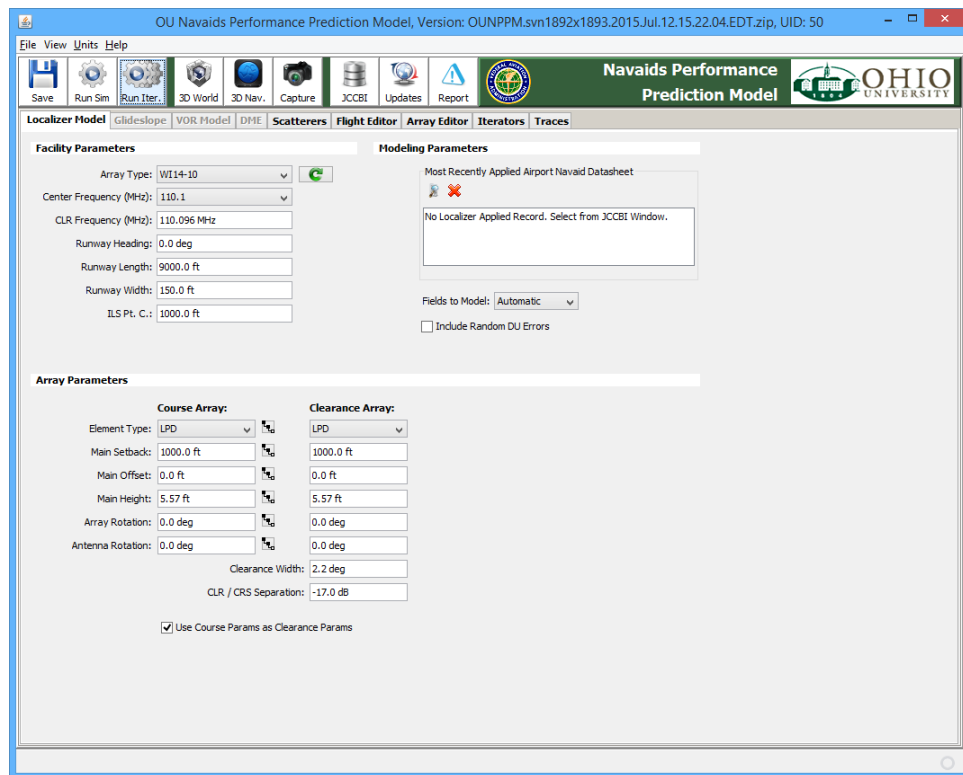 OU Navaids Performance Prediction Model, Version: OUNPPM.svn1892x1893.2015Jul.12.15.22.04.EDT.zip, UID: 50
File View Units Help
Save Run Sim Run Iter. 3D World 3D Nav. Capture JCCBI Updates Report
Navaids Performance
Prediction Model
OHIO
UNIVERSITY
Localizer Model Glideslope VOR Model DME Scatterers Flight Editor Array Editor Iterators Traces
Facility Parameters
Array Type: WI14-10
Center Frequency (MHz): 110.1
CLR Frequency (MHz): 110.096 MHz
Runway Heading: 0.0 deg
Runway Length: 9000.0 ft
Runway Width: 150.0 ft
ILS Pt. C.: 1000.0 ft
Modeling Parameters
Most Recently Applied Airport Navaid Datasheet
No Localizer Applied Record. Select from JCCBI Window.
Fields to Model: Automatic
Include Random DU Errors
Array Parameters
Course Array: Clearance Array:
Element Type: LPD LPD
Main Setback: 1000.0 ft 1000.0 ft
Main Offset: 0.0 ft 0.0 ft
Main Height: 5.57 ft 5.57 ft
Array Rotation: 0.0 deg 0.0 deg
Antenna Rotation: 0.0 deg 0.0 deg
Clearance Width: 2.2 deg
CLR / CRS Separation: -17.0 dB
Use Course Params as Clearance Params